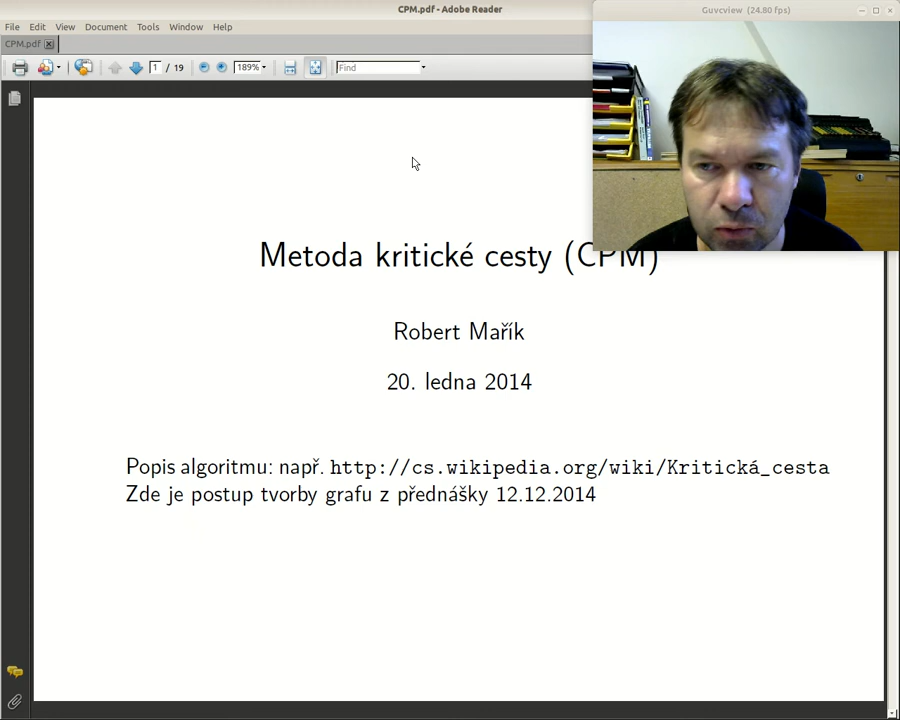 CPM.pdf - Adobe Reader
Guvcview (24.80 fps)
File Edit View Document Tools Window Help
CPM.pdf
1 / 19 189% Find
Metoda kritické cesty (CPM)
Robert Mařík
20. ledna 2014
Popis algoritmu: např. http://cs.wikipedia.org/wiki/Kritická_cesta
Zde je postup tvorby grafu z přednášky 12.12.2014